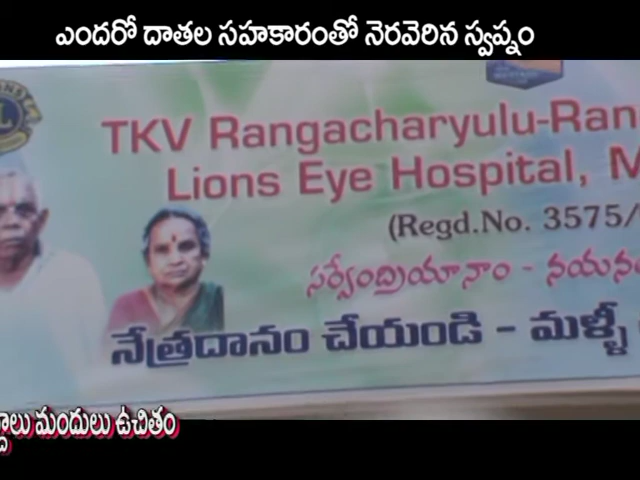 ఎందరో దాతల సహకారంతో నెరవెరిన స్వప్నం
TKV Rangacharyulu-Ran
Lions Eye Hospital, M
(Regd.No. 3575/
సర్వేంద్రియానాం - నయనం
నేత్రదానం చేయండి - మళ్ళీ
మందులు ఉచితం